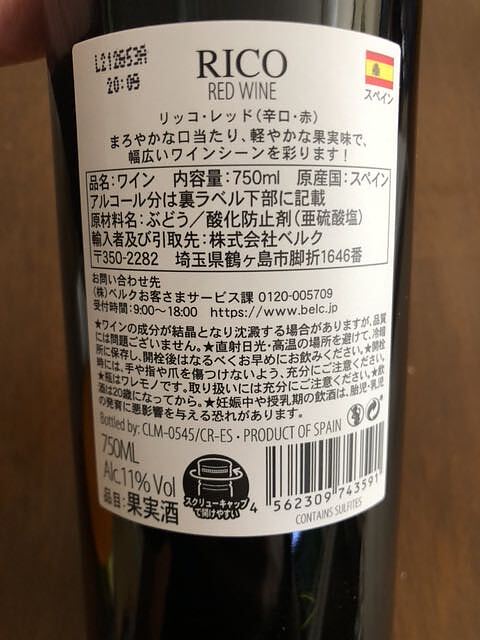 L212653A
20:09
RICO
RED WINE
スペイン
リッコ・レッド（辛口・赤）
まろやかな口当たり、軽やかな果実味で、
幅広いワインシーンを彩ります！
品名：ワイン 内容量：750ml 原産国：スペイン
アルコール分は裏ラベル下部に記載
原材料名：ぶどう／酸化防止剤（亜硫酸塩）
輸入者及び引取先：株式会社ベルク
〒350-2282 埼玉県鶴ヶ島市脚折1646番
お問い合わせ先
（株）ベルクお客さまサービス課 0120-005709
受付時間：9:00〜18:00 https://www.belc.jp
★ワインの成分が結晶となり沈澱する場合がありますが、品質
には問題ございません。★直射日光・高温の場所を避けて、冷暗
所に保存し、開栓後はなるべくお早めにお飲みください。★開栓
時には、手や指や爪を傷つけないよう、充分にご注意ください。
★瓶はワレモノです。取り扱いには充分にご注意ください。★飲
酒は20歳になってから。★妊娠中や授乳期の飲酒は、胎児・乳児
の発育に悪影響を与える恐れがあります。
Bottled by: CLM-0545/CR-ES • PRODUCT OF SPAIN
750ML
Alc.11% Vol
品目：果実酒
スクリューキャップ
で開けやすい
4 562309 743591
CONTAINS SULFITES